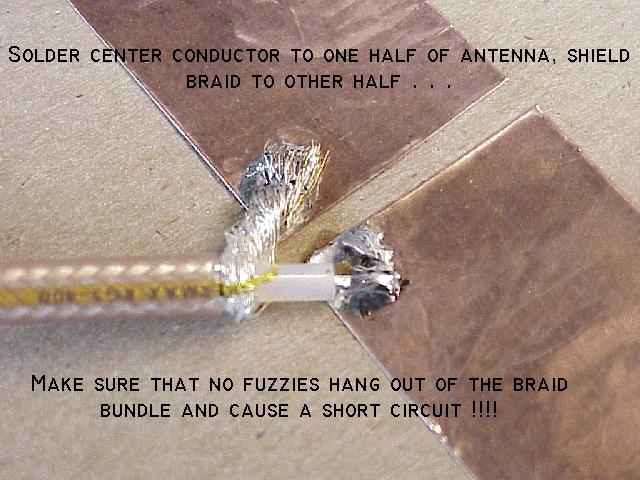 SOLDER CENTER CONDUCTOR TO ONE HALF OF ANTENNA, SHIELD
BRAID TO OTHER HALF . . .
MAKE SURE THAT NO FUZZIES HANG OUT OF THE BRAID
BUNDLE AND CAUSE A SHORT CIRCUIT !!!!